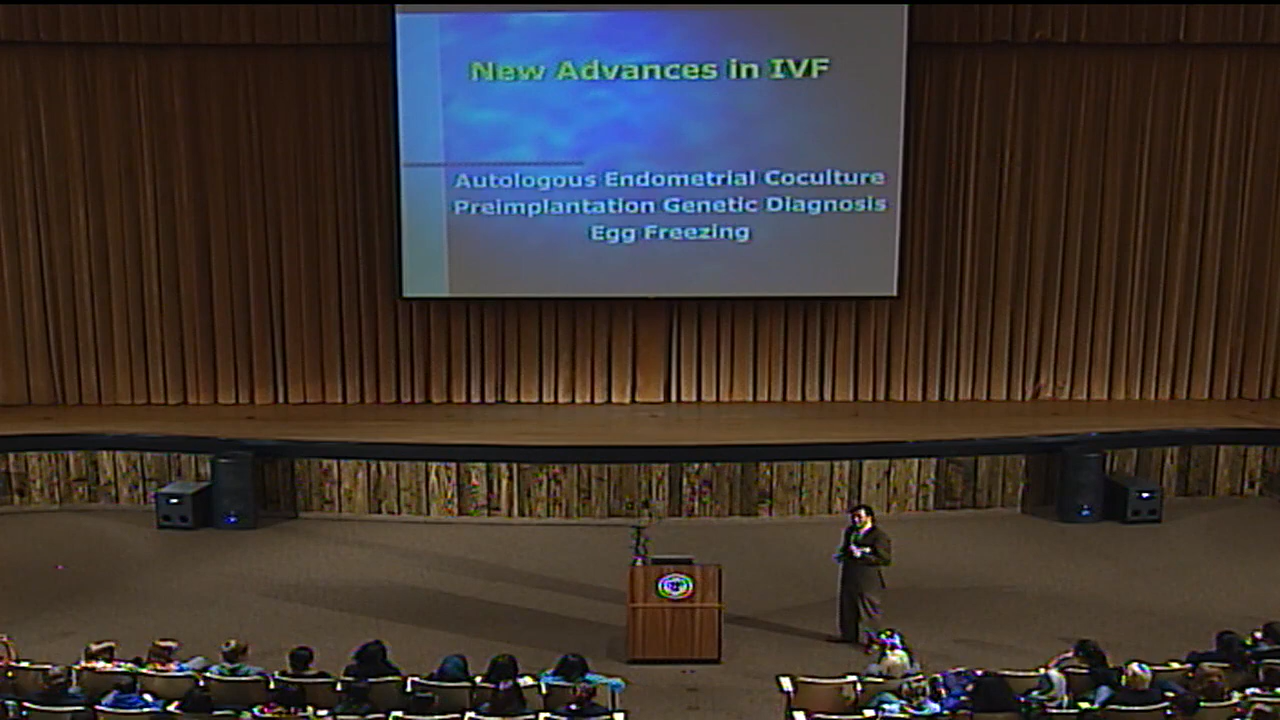 New Advances in IVF
Autologous Endometrial Coculture
Preimplantation Genetic Diagnosis
Egg Freezing